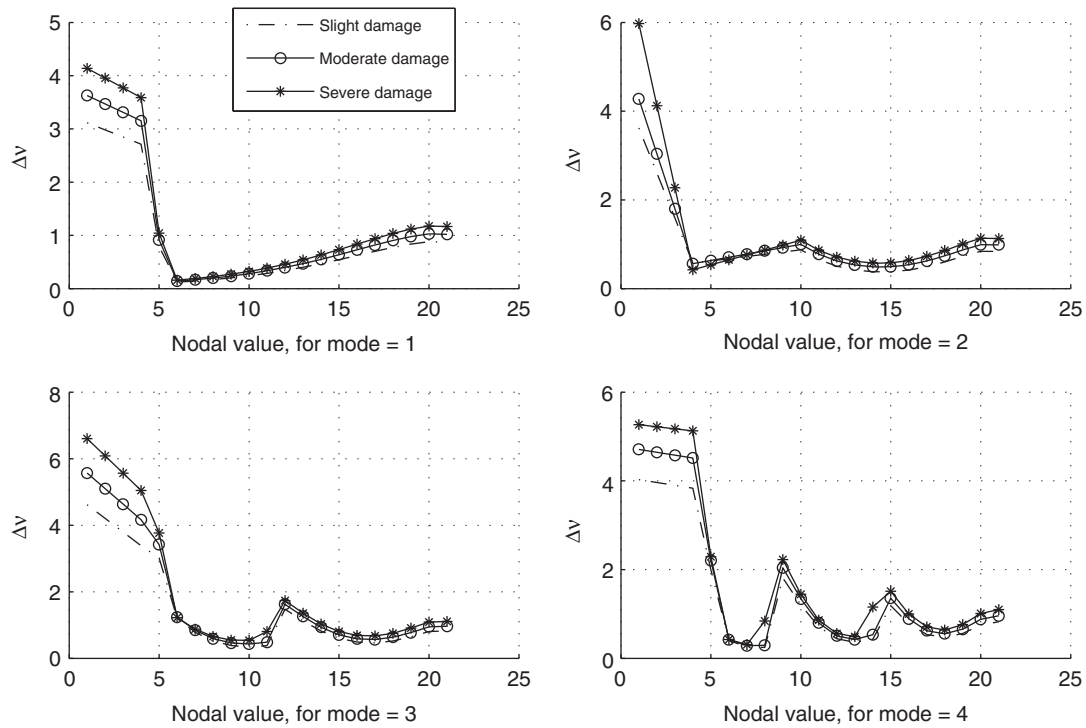 5
4
3
2
1
0
Δν
0 5 10 15 20 25
Nodal value, for mode = 1
Slight damage
Moderate damage
Severe damage
6
4
2
0
Δν
0 5 10 15 20 25
Nodal value, for mode = 2
8
6
4
2
0
Δν
0 5 10 15 20 25
Nodal value, for mode = 3
6
4
2
0
Δν
0 5 10 15 20 25
Nodal value, for mode = 4